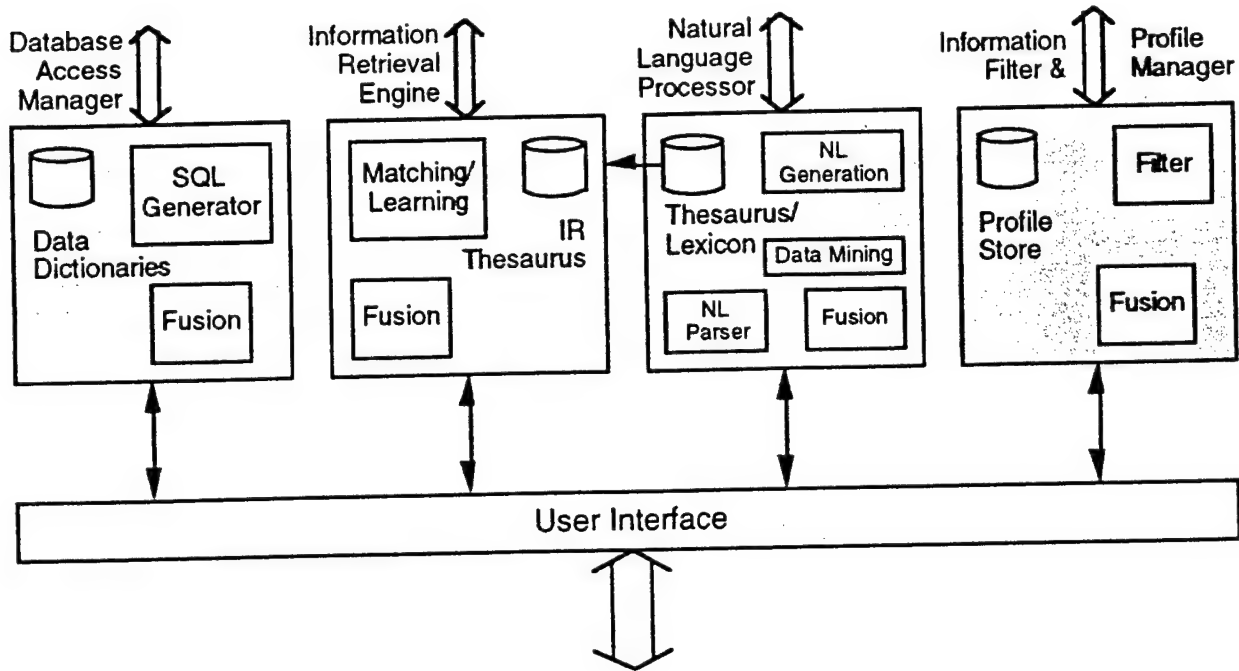 Database
Access
Manager
Information
Retrieval
Engine
Natural
Language
Processor
Information
Filter &
Profile
Manager
SQL
Generator
Data
Dictionaries
Fusion
Matching/
Learning
IR
Thesaurus
Fusion
NL
Generation
Thesaurus/
Lexicon
Data Mining
NL
Parser
Fusion
Filter
Profile
Store
Fusion
User Interface